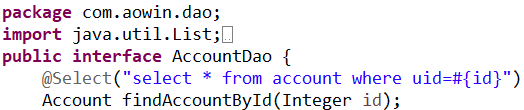 package com.aowin.dao;
import java.util.List;
public interface AccountDao {
@Select("select * from account where uid=#{id}")
Account findAccountById(Integer id);